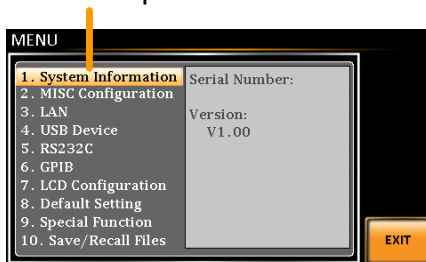 MENU
1. System Information
2. MISC Configuration
3. LAN
4. USB Device
5. RS232C
6. GPIB
7. LCD Configuration
8. Default Setting
9. Special Function
10. Save/Recall Files
Serial Number:
Version:
V1.00
EXIT